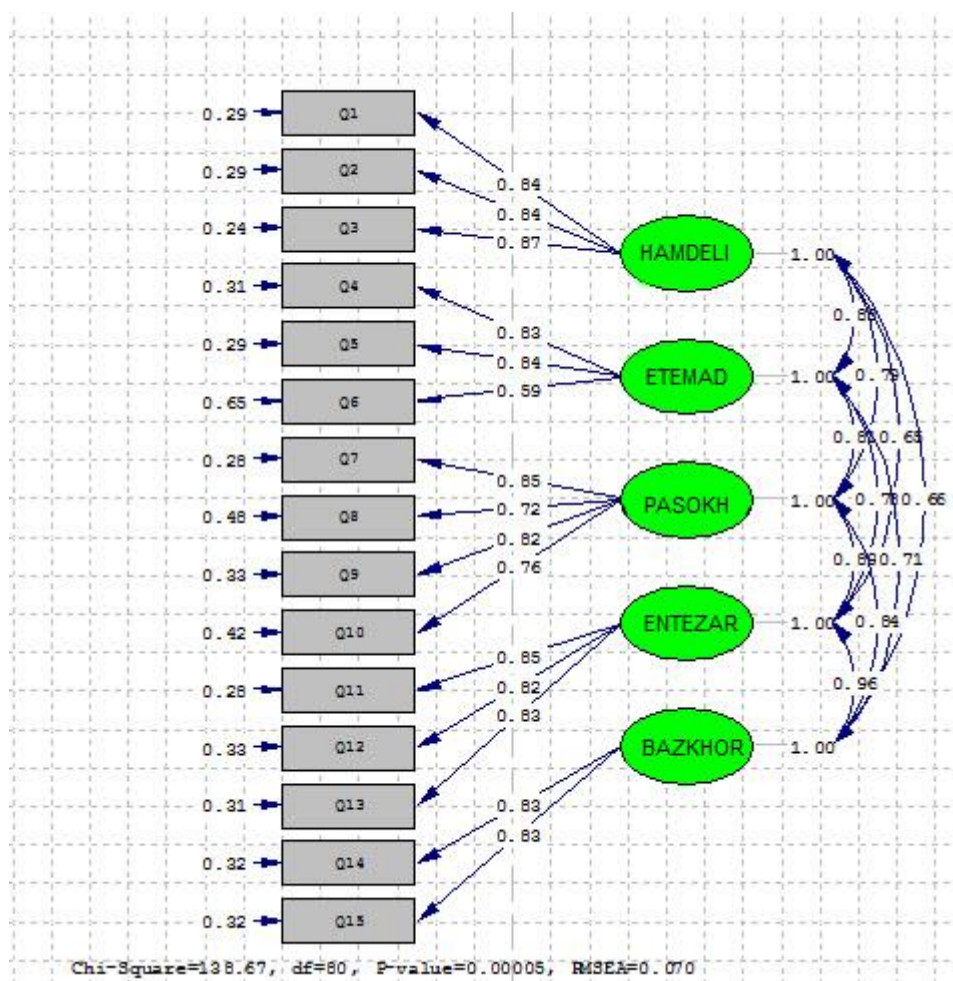 0.29 Q1
0.29 Q2
0.84
0.84
0.24 Q3
0.87
HAMDELI 1.00
0.31 Q4
0.83
0.29 Q5
0.84
0.59
ETEMAD 1.00
0.79
0.65 Q6
0.65
0.28 Q7
0.85
0.48 Q8
0.72
PASOKH 1.00
0.66
0.82
0.33 Q9
0.76
0.89
0.71
0.42 Q10
ENTEZAR 1.00
0.84
0.85
0.28 Q11
0.82
0.96
0.83
0.33 Q12
BAZKHOR 1.00
0.31 Q13
0.83
0.83
0.32 Q14
0.32 Q15
Chi-Square=138.67, df=80, P-value=0.00005, RMSEA=0.070